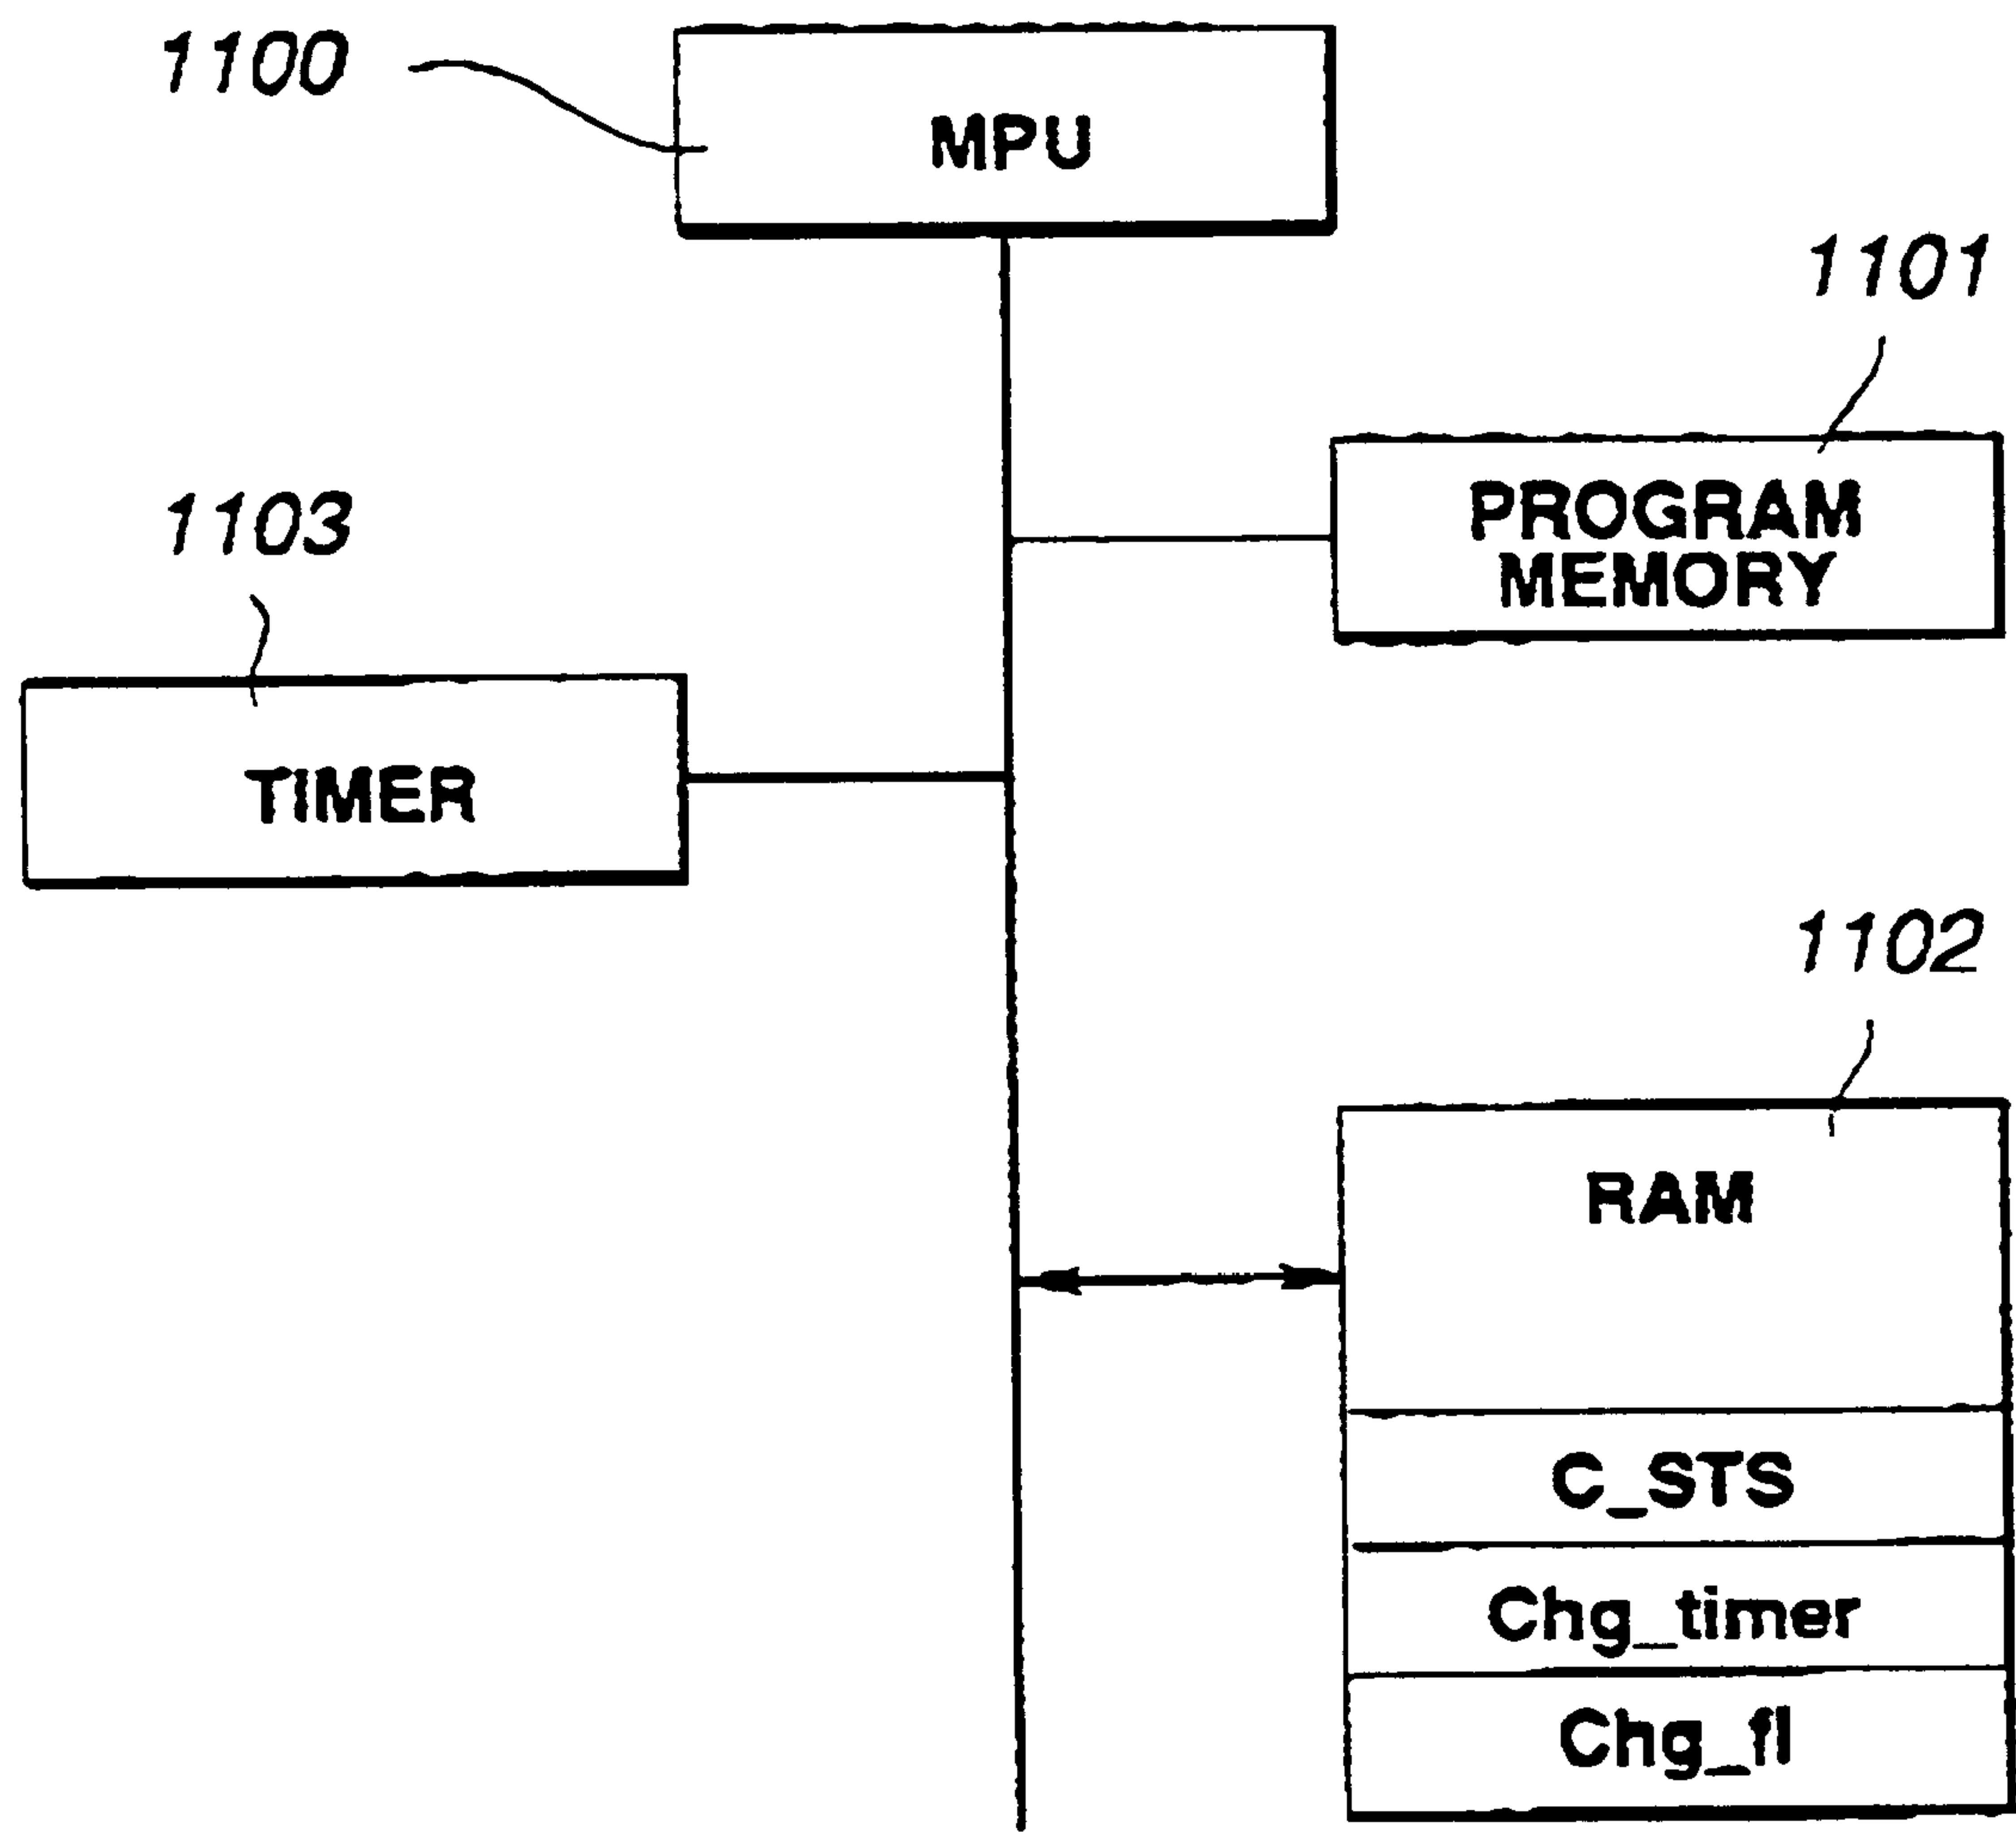 1100
MPU
1101
PROGRAM
MEMORY
1103
TIMER
1102
RAM
C_STS
Chg_timer
Chg_fl